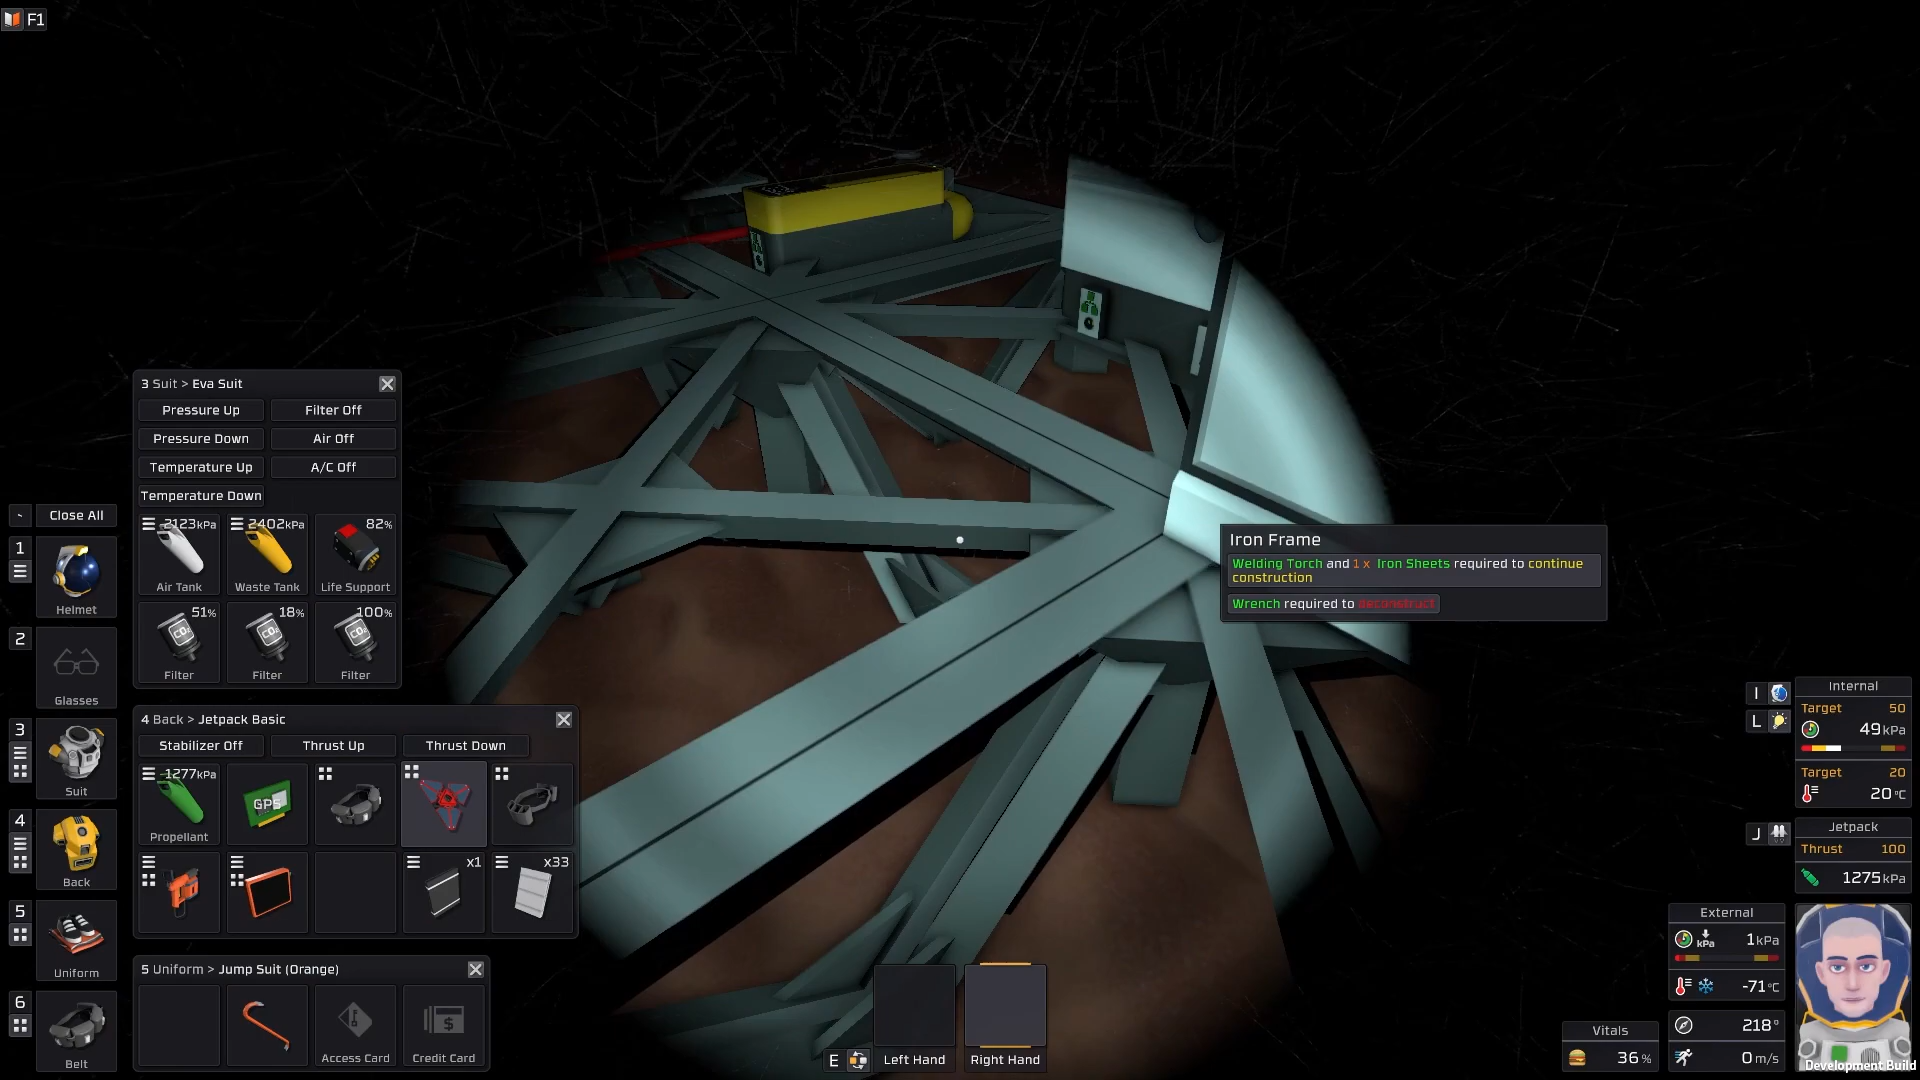 F1
3 Suit > Eva Suit
Pressure Up
Filter Off
Pressure Down
Air Off
Temperature Up
A/C Off
Temperature Down
2123kPa
Air Tank
2402kPa
Waste Tank
82%
Life Support
51%
Filter
18%
Filter
100%
Filter
~
Close All
1
Helmet
2
Glasses
3
Suit
4
Back
5
Uniform
6
Belt
4 Back > Jetpack Basic
Stabilizer Off
Thrust Up
Thrust Down
1277kPa
Propellant
GPS
x1
x33
5 Uniform > Jump Suit (Orange)
Access Card
Credit Card
Iron Frame
Welding Torch and 1 x Iron Sheets required to continue
construction
Wrench required to deconstruct
E
Left Hand
Right Hand
I
L
Internal
Target 50
49kPa
Target 20
20°C
J
Jetpack
Thrust 100
1275kPa
External
kPa
1kPa
-71°C
218°
0m/s
Vitals
36%
Development Build